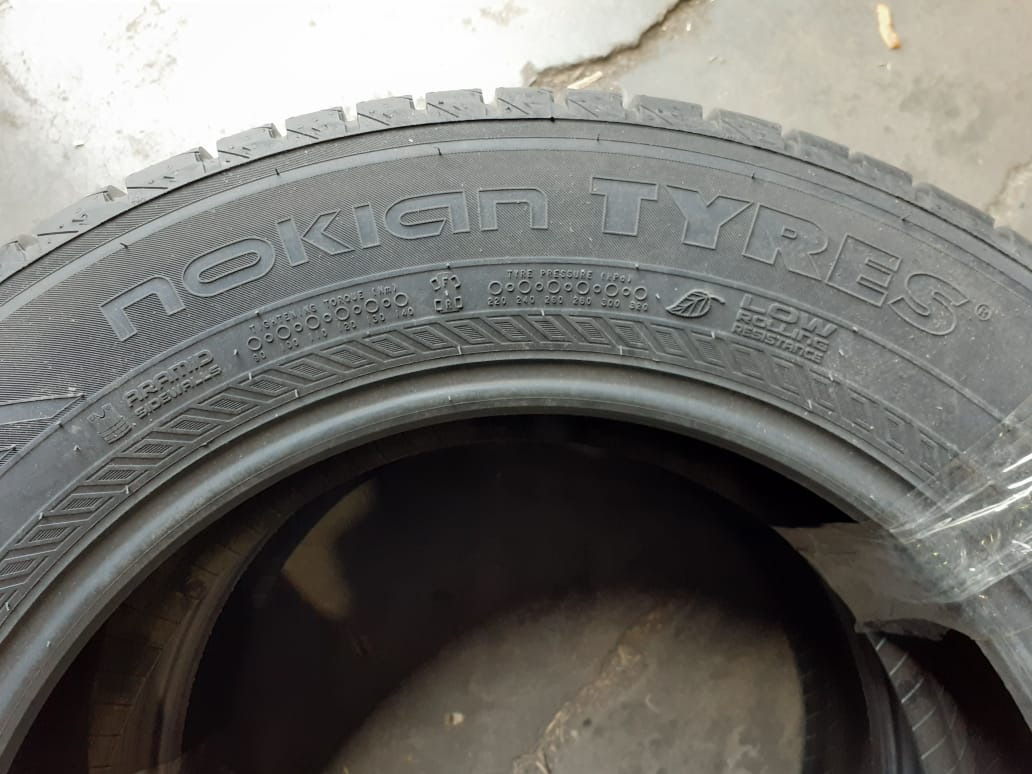 nokian TYRES®
TIGHTENING TORQUE (Nm)
90 100 110 120 130 140
TYRE PRESSURE (kPa)
220 240 260 280 300 320
ARAMID
SIDEWALLS
LOW
ROLLING
RESISTANCE